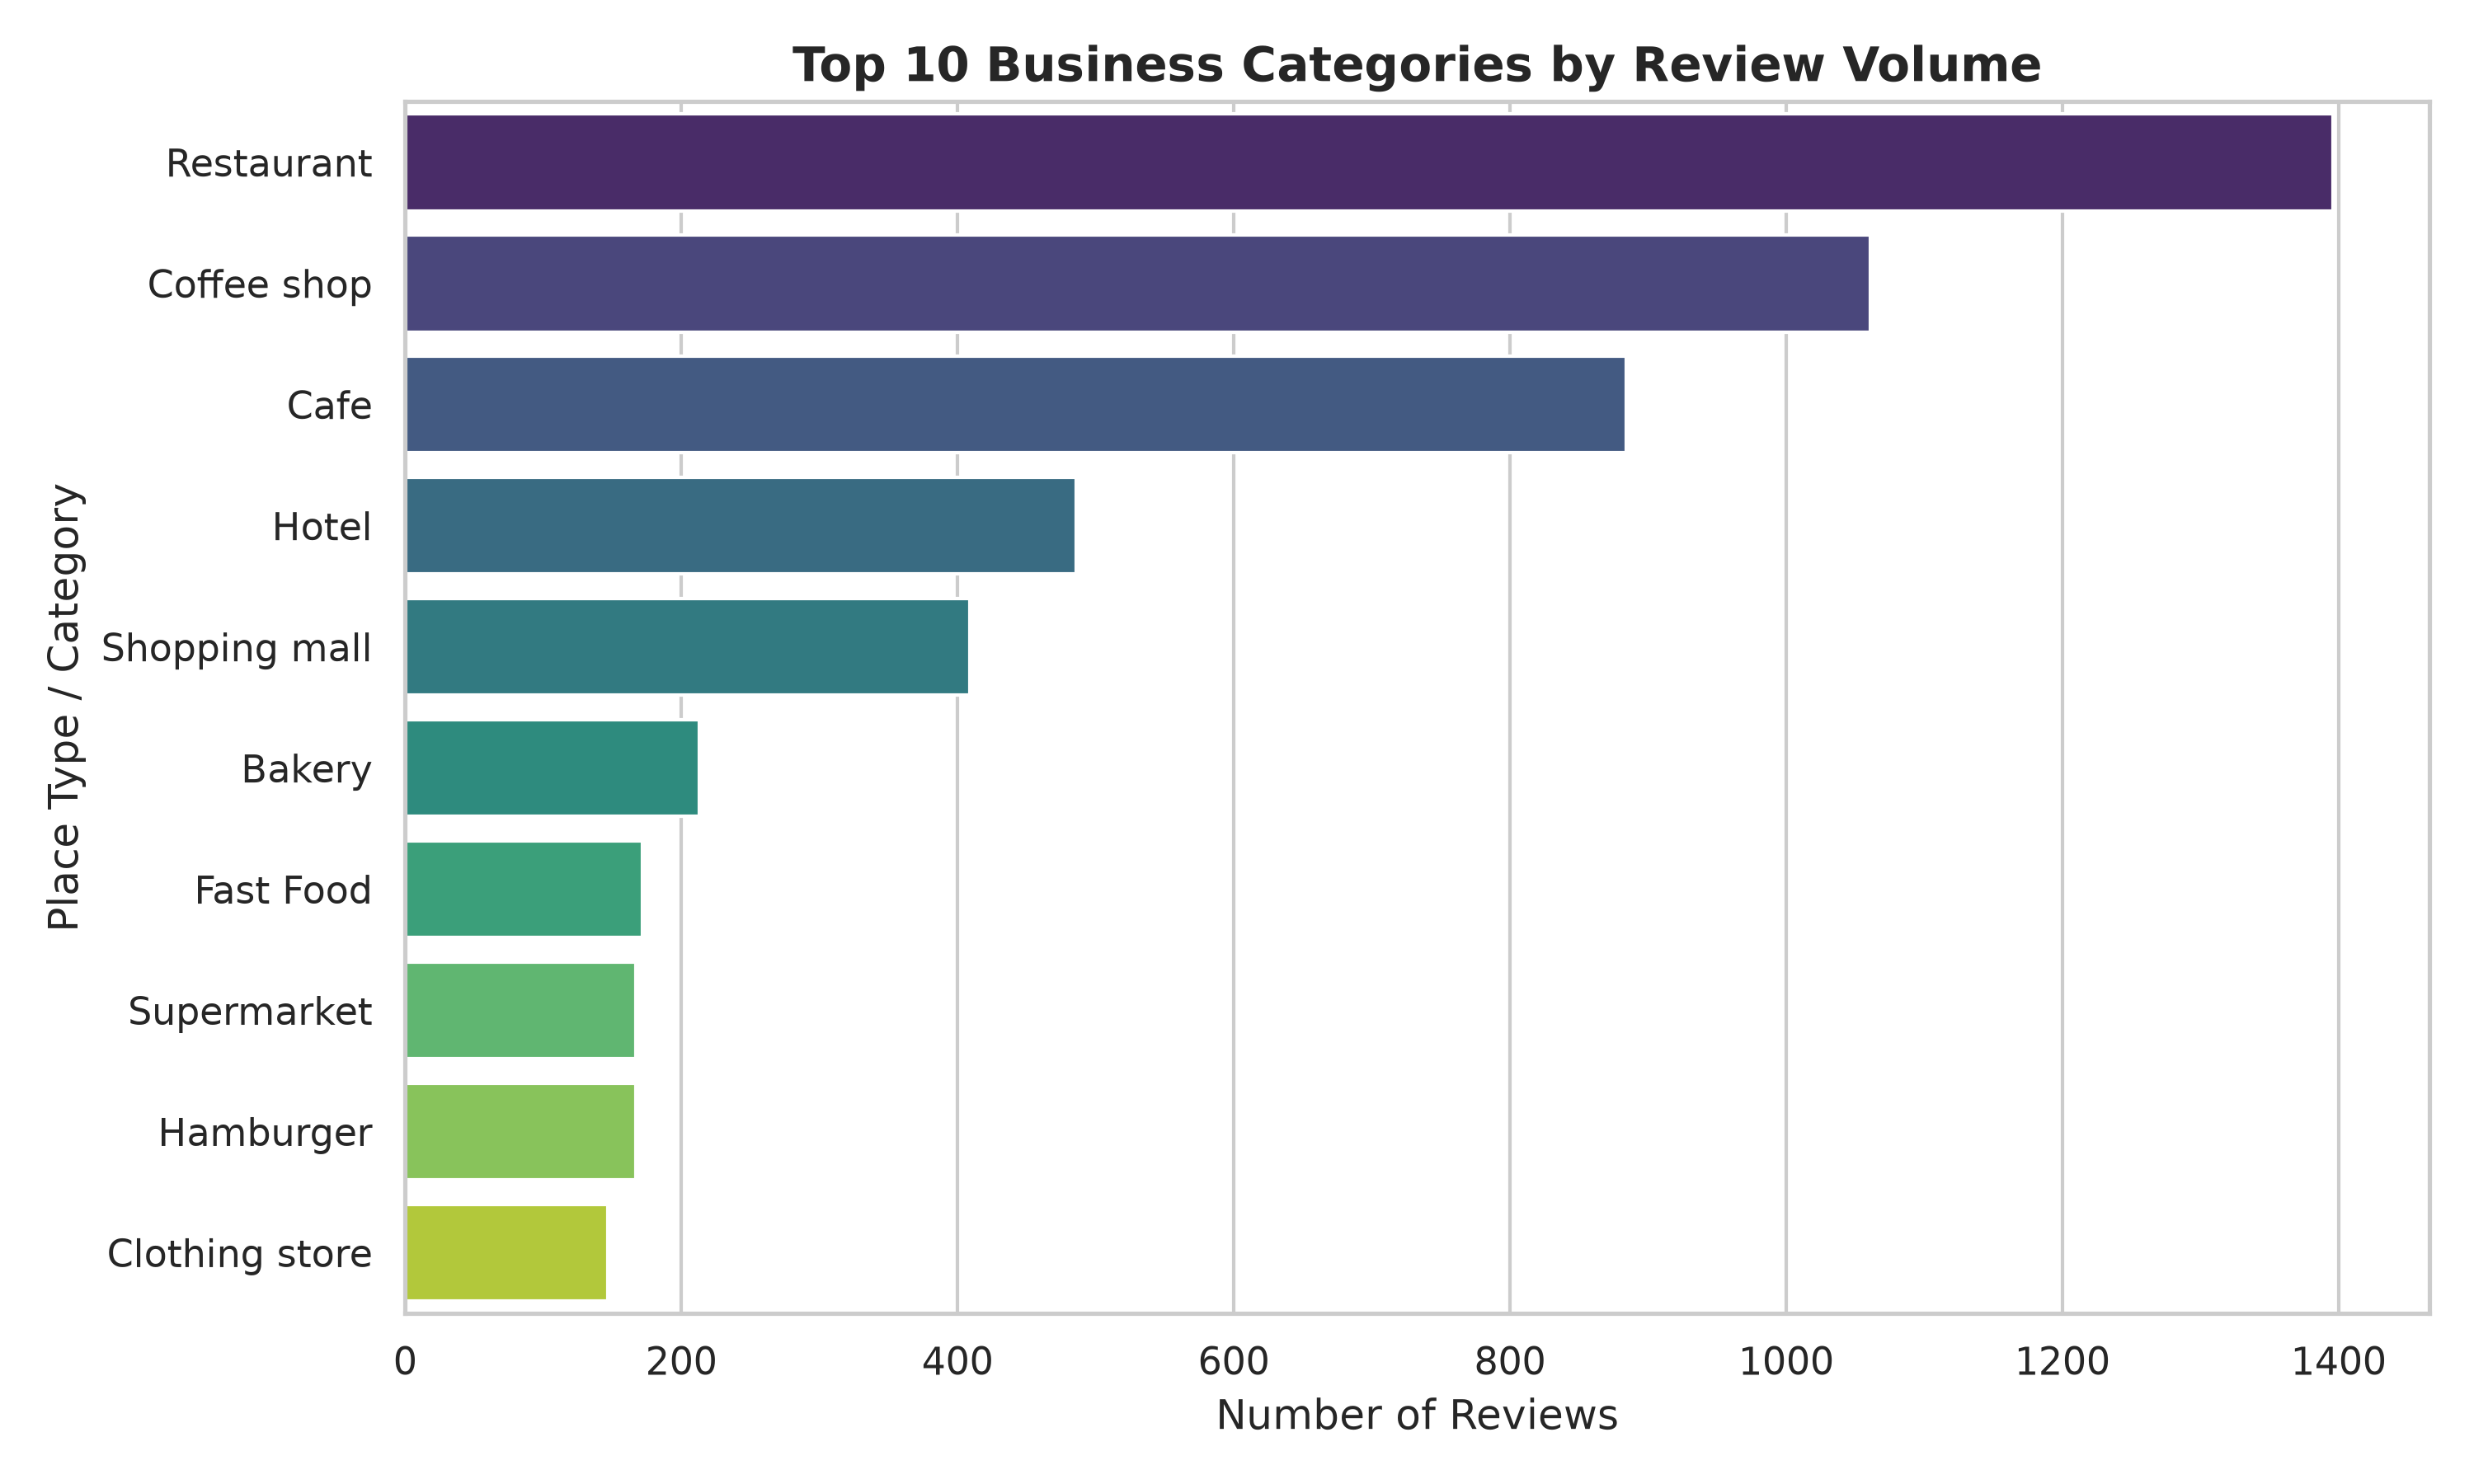 Top 10 Business Categories by Review Volume
Place Type / Category
Restaurant
Coffee shop
Cafe
Hotel
Shopping mall
Bakery
Fast Food
Supermarket
Hamburger
Clothing store
0 200 400 600 800 1000 1200 1400
Number of Reviews